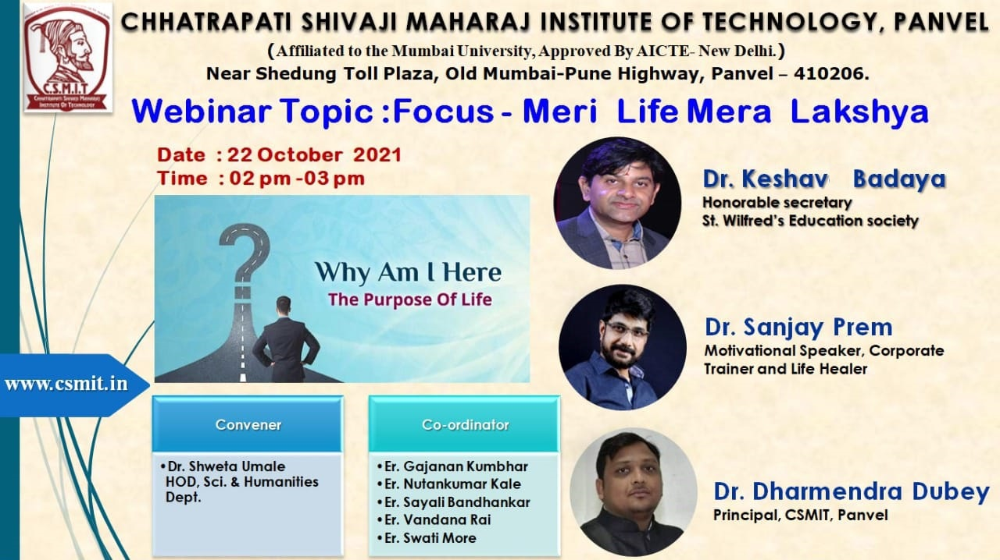 C.S.M.I.T
CHHATRAPATI SHIVAJI MAHARAJ
INSTITUTE OF TECHNOLOGY
CHHATRAPATI SHIVAJI MAHARAJ INSTITUTE OF TECHNOLOGY, PANVEL
(Affiliated to the Mumbai University, Approved By AICTE- New Delhi.)
Near Shedung Toll Plaza, Old Mumbai-Pune Highway, Panvel – 410206.
Webinar Topic :Focus - Meri Life Mera Lakshya
Date : 22 October 2021
Time : 02 pm -03 pm
Why Am I Here
The Purpose Of Life
Dr. Keshav Badaya
Honorable secretary
St. Wilfred's Education society
Dr. Sanjay Prem
Motivational Speaker, Corporate
Trainer and Life Healer
Dr. Dharmendra Dubey
Principal, CSMIT, Panvel
www.csmit.in
Convener
•Dr. Shweta Umale
HOD, Sci. & Humanities
Dept.
Co-ordinator
•Er. Gajanan Kumbhar
•Er. Nutankumar Kale
•Er. Sayali Bandhankar
•Er. Vandana Rai
•Er. Swati More